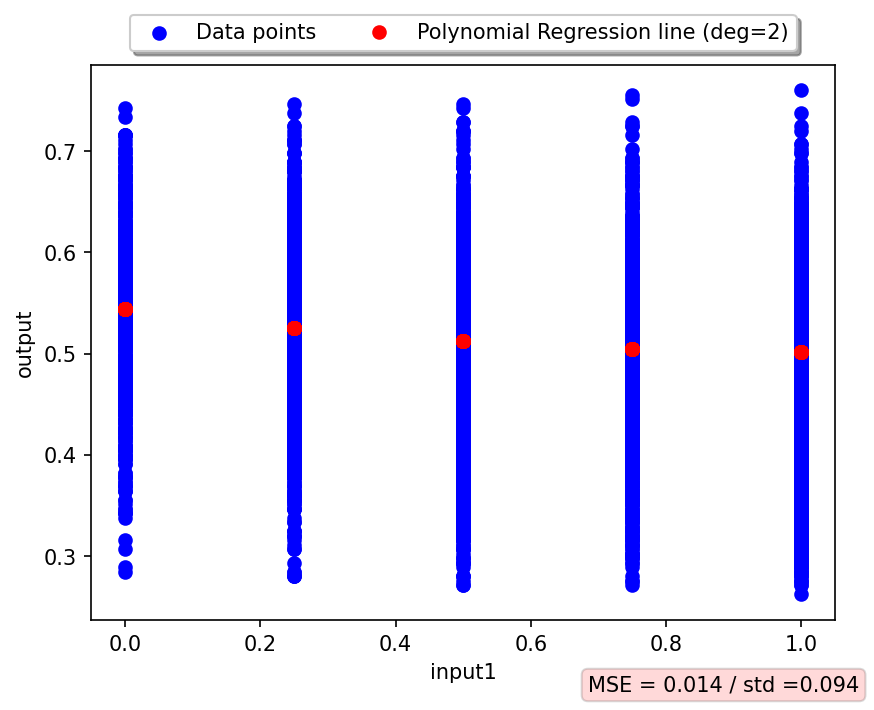 Data points Polynomial Regression line (deg=2)
0.7
0.6
0.5
0.4
0.3
output
0.0 0.2 0.4 0.6 0.8 1.0
input1
MSE = 0.014 / std =0.094